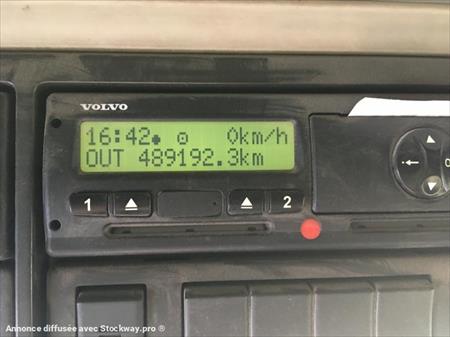 VOLVO
16:42● ⊙ 0km/h
OUT 489192.3km
1 2
Annonce diffusée avec Stockway.pro ®